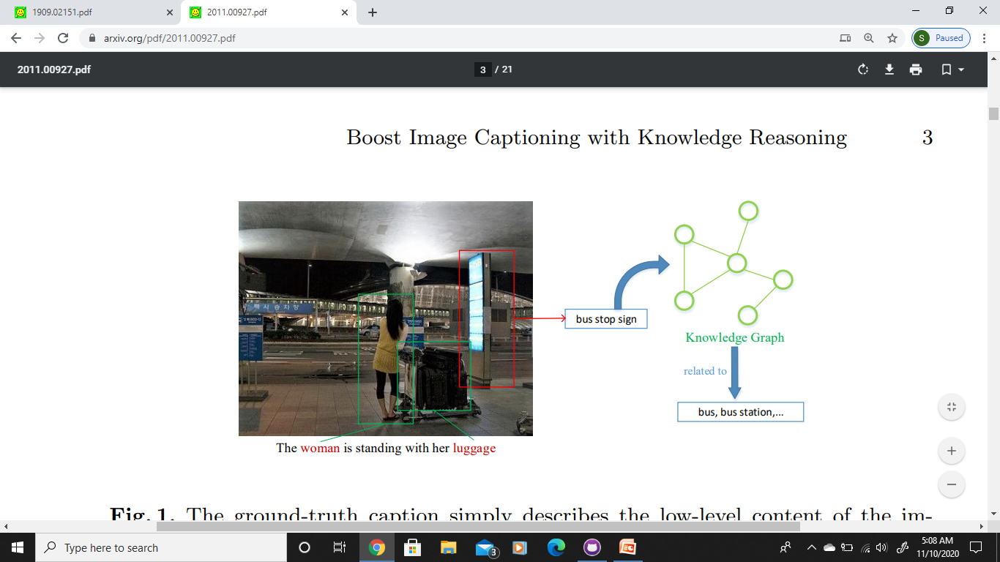 1909.02151.pdf
2011.00927.pdf
arxiv.org/pdf/2011.00927.pdf
S Paused
2011.00927.pdf
3 / 21
Boost Image Captioning with Knowledge Reasoning 3
bus stop sign
Knowledge Graph
related to
bus, bus station,...
The woman is standing with her luggage
Fig. 1. The ground-truth caption simply describes the low-level content of the im-
Type here to search
3
5:08 AM
11/10/2020